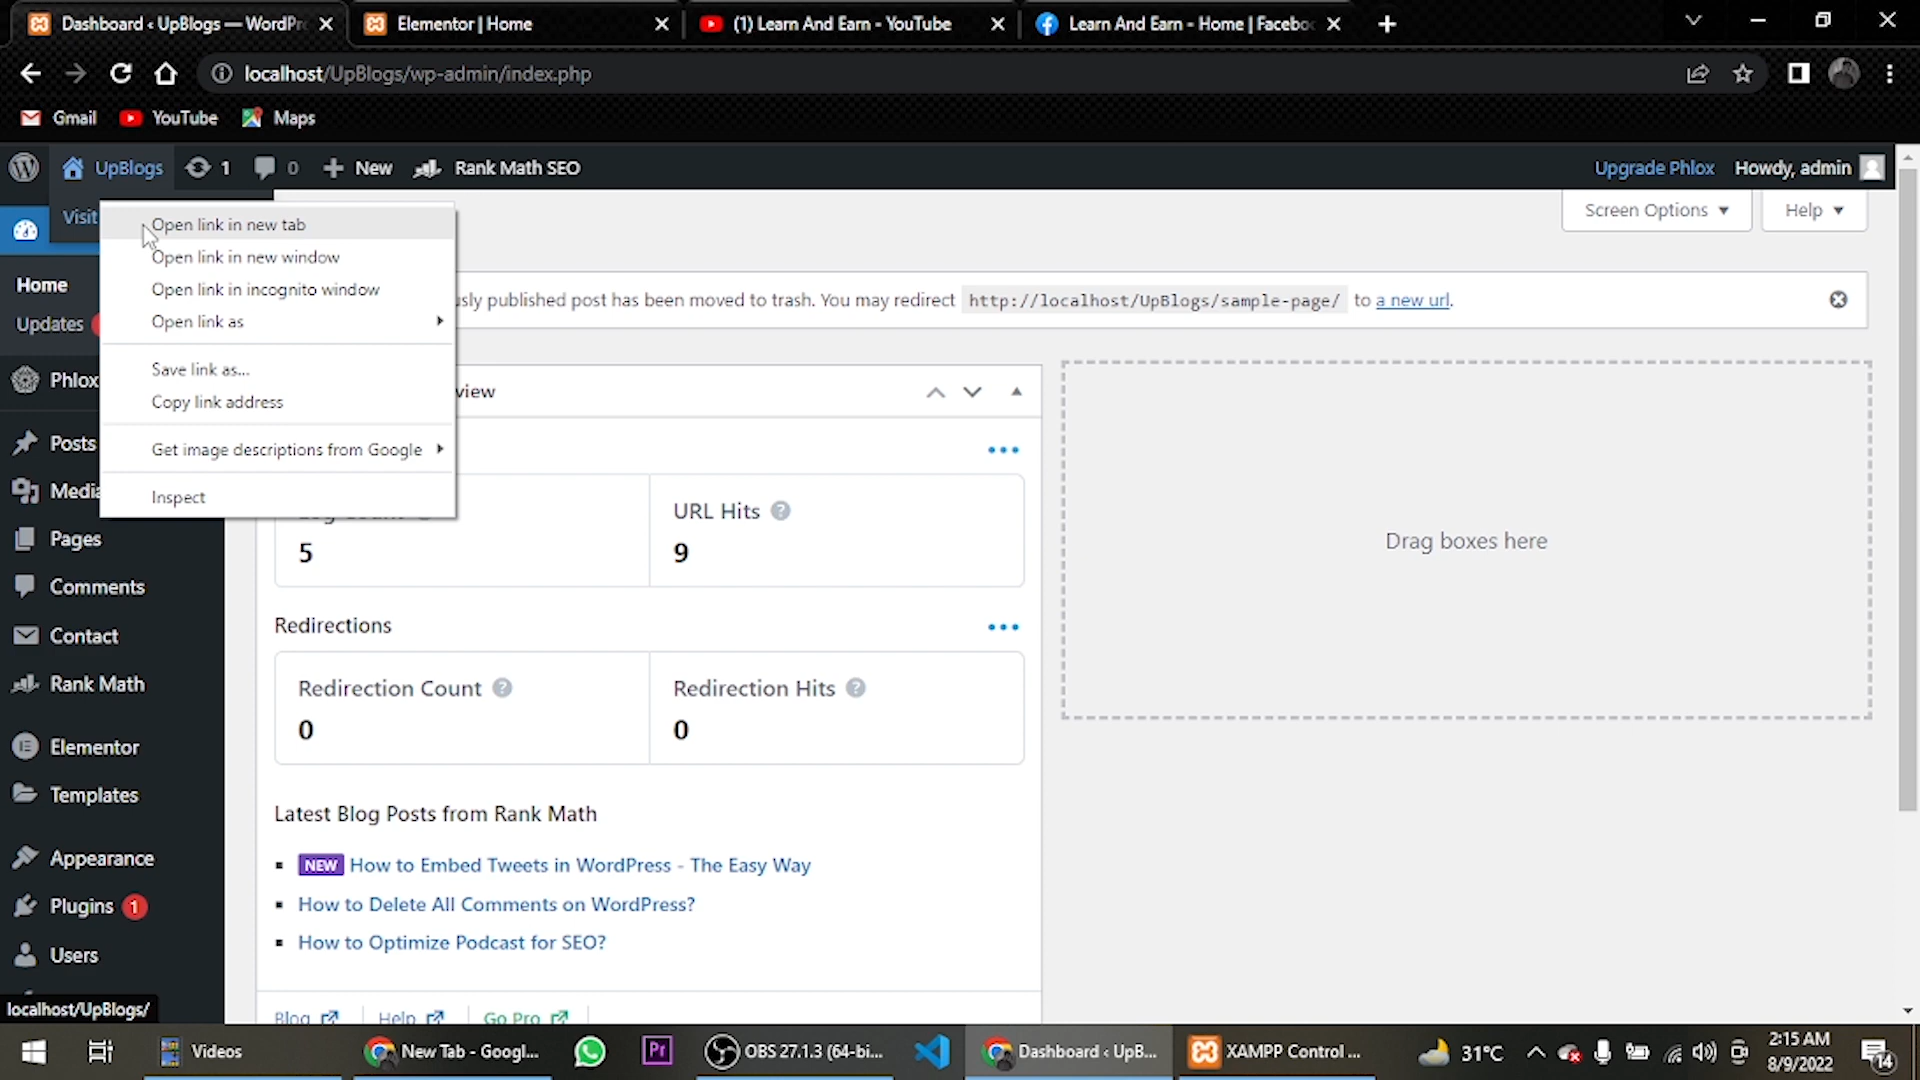 Dashboard ‹ UpBlogs — WordPr
Elementor | Home
(1) Learn And Earn - YouTube
Learn And Earn - Home | Facebo
localhost/UpBlogs/wp-admin/index.php
Gmail
YouTube
Maps
UpBlogs
1
0
New
Rank Math SEO
Upgrade Phlox
Howdy, admin
Visit
Open link in new tab
Open link in new window
Open link in incognito window
Open link as
Save link as...
Copy link address
Get image descriptions from Google
Inspect
Screen Options
Help
Home
Updates
Phlox
Posts
Media
Pages
Comments
Contact
Rank Math
Elementor
Templates
Appearance
Plugins 1
Users
localhost/UpBlogs/
usly published post has been moved to trash. You may redirect http://localhost/UpBlogs/sample-page/ to a new url.
view
5
URL Hits
9
Redirections
Redirection Count
0
Redirection Hits
0
Latest Blog Posts from Rank Math
NEW How to Embed Tweets in WordPress - The Easy Way
How to Delete All Comments on WordPress?
How to Optimize Podcast for SEO?
Blog
Help
Go Pro
Drag boxes here
Videos
New Tab - Googl...
Pr
OBS 27.1.3 (64-bi...
Dashboard ‹ UpB...
XAMPP Control ...
31°C
2:15 AM
8/9/2022
14